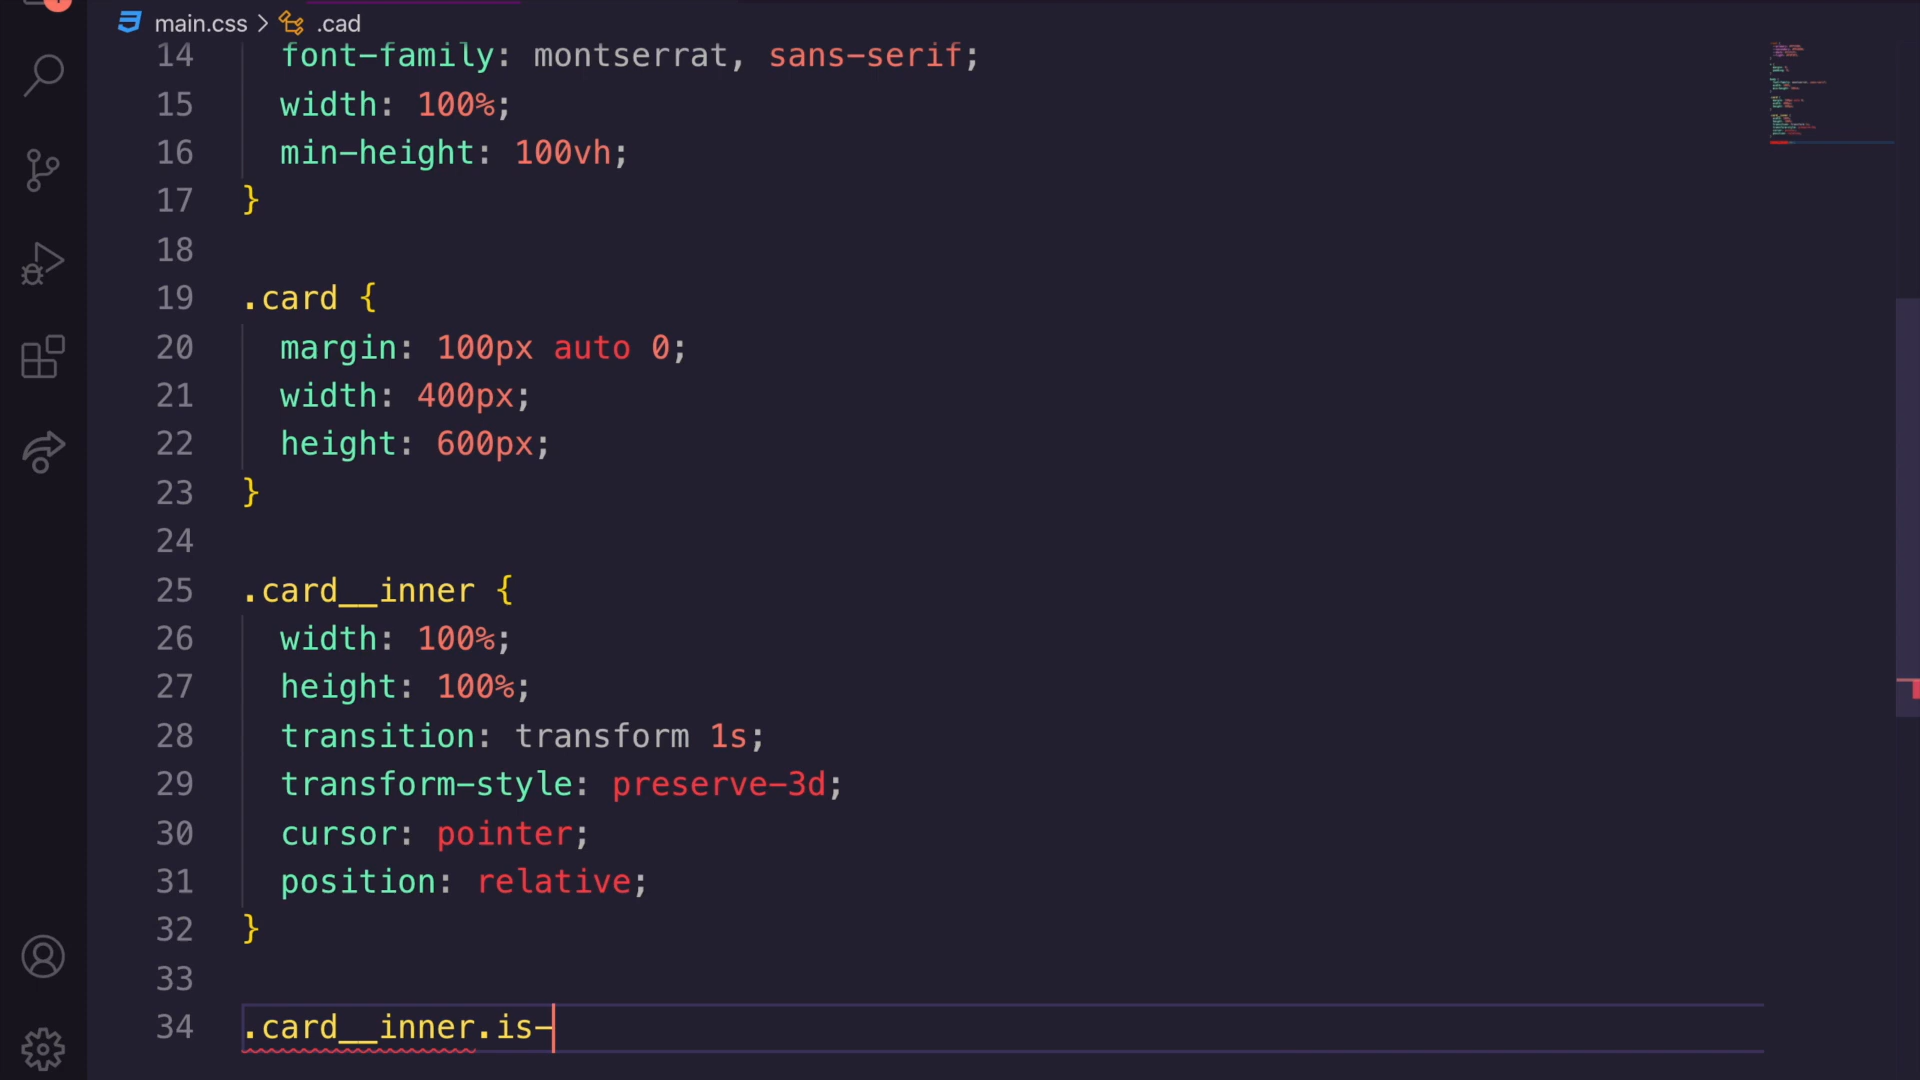 main.css > .cad
14 font-family: montserrat, sans-serif;
15 width: 100%;
16 min-height: 100vh;
17 }
18
19 .card {
20 margin: 100px auto 0;
21 width: 400px;
22 height: 600px;
23 }
24
25 .card__inner {
26 width: 100%;
27 height: 100%;
28 transition: transform 1s;
29 transform-style: preserve-3d;
30 cursor: pointer;
31 position: relative;
32 }
33
34 .card__inner.is-